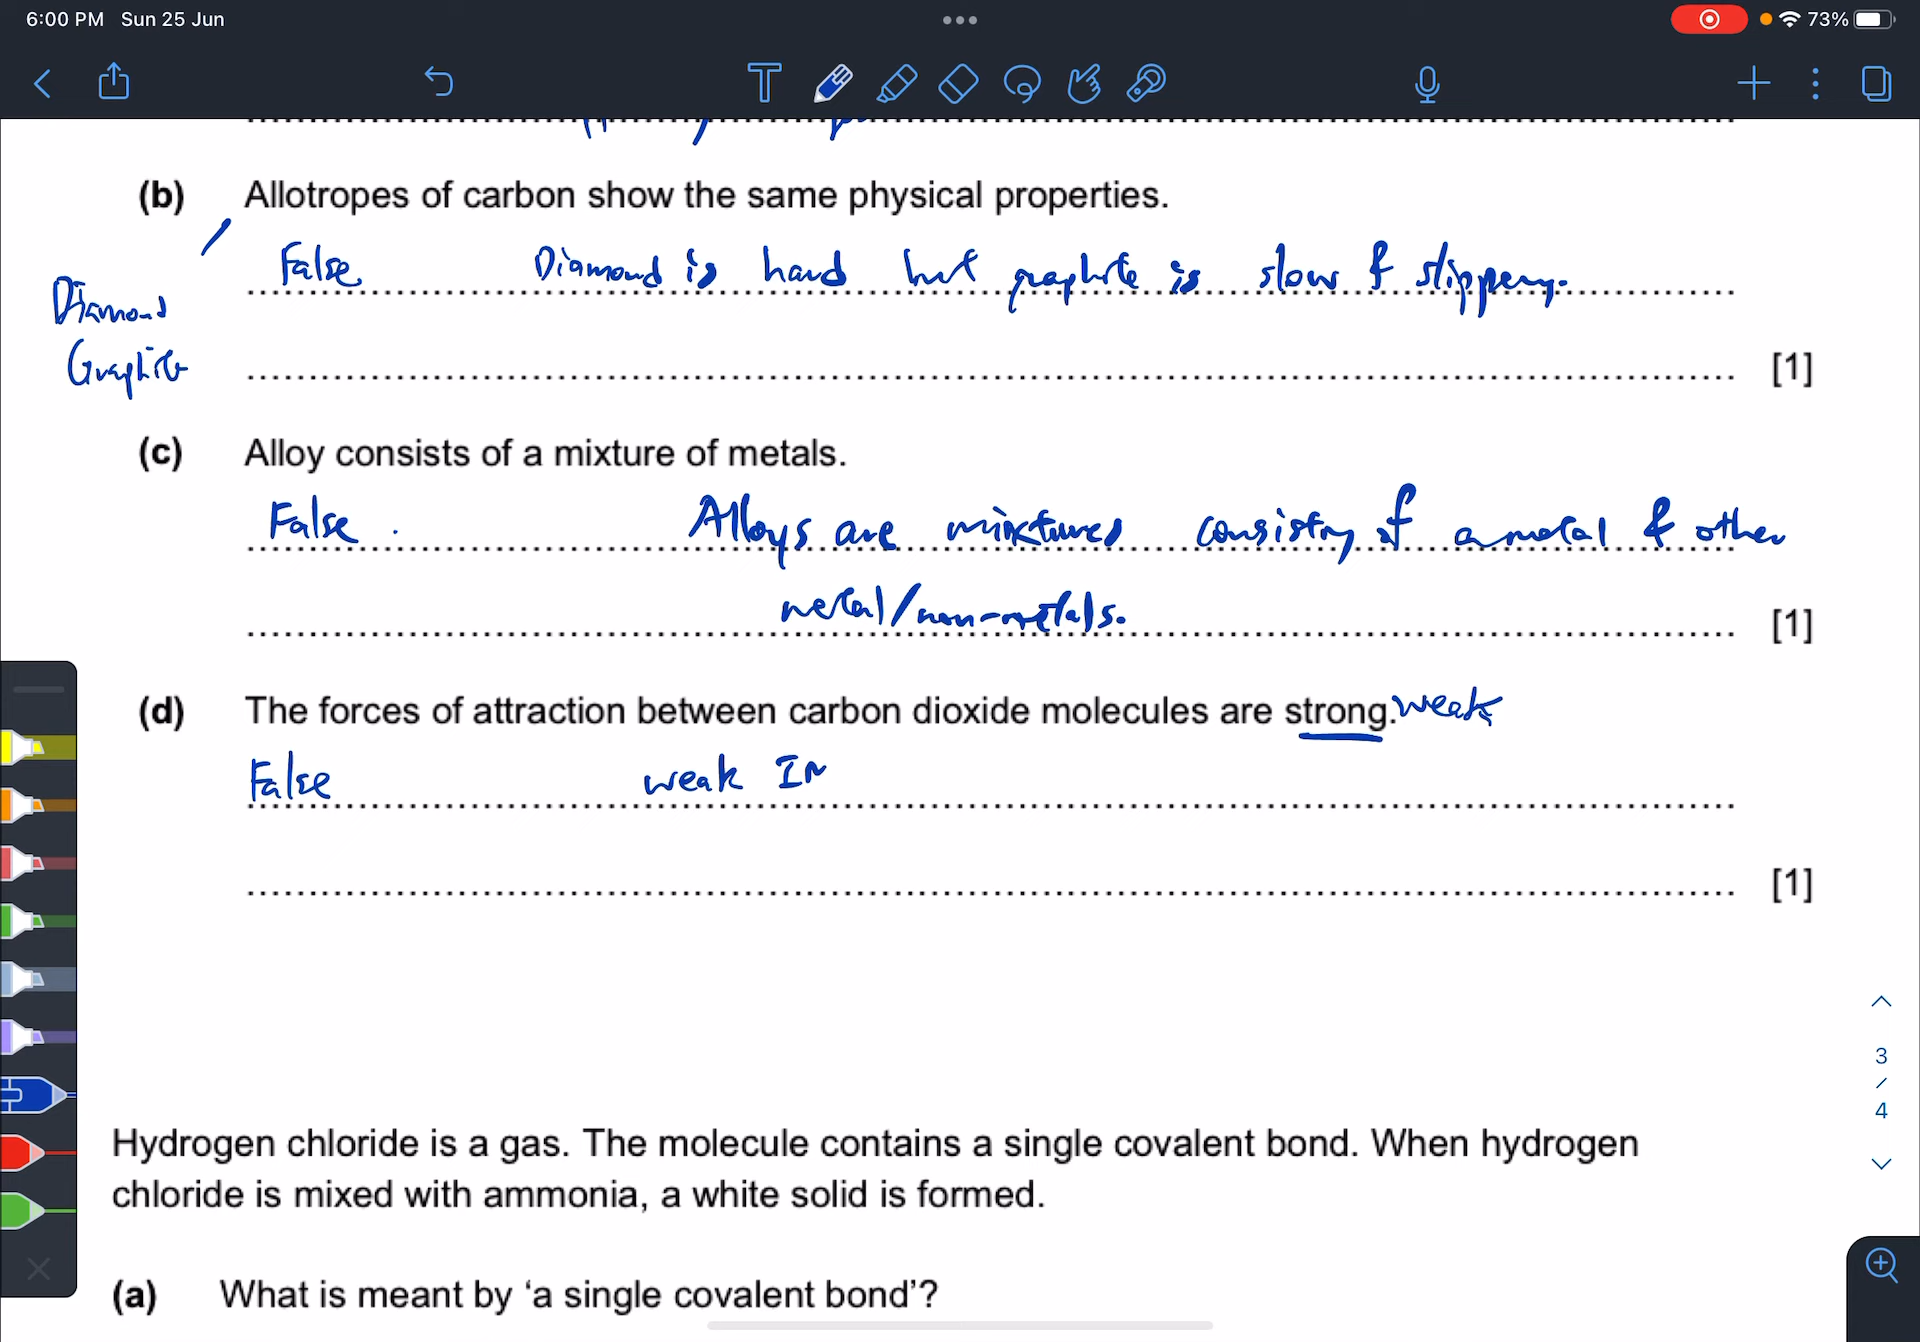 6:00 PM Sun 25 Jun
73%
(b) Allotropes of carbon show the same physical properties.
False Diamond is hard but graphite is slow & slippery.
Diamond
Graphite
[1]
(c) Alloy consists of a mixture of metals.
False. Alloys are mixtures consisting of a metal & other
metal/non-metals.
[1]
(d) The forces of attraction between carbon dioxide molecules are strong. weak
False weak IM
[1]
3
/
4
Hydrogen chloride is a gas. The molecule contains a single covalent bond. When hydrogen
chloride is mixed with ammonia, a white solid is formed.
(a) What is meant by ‘a single covalent bond’?